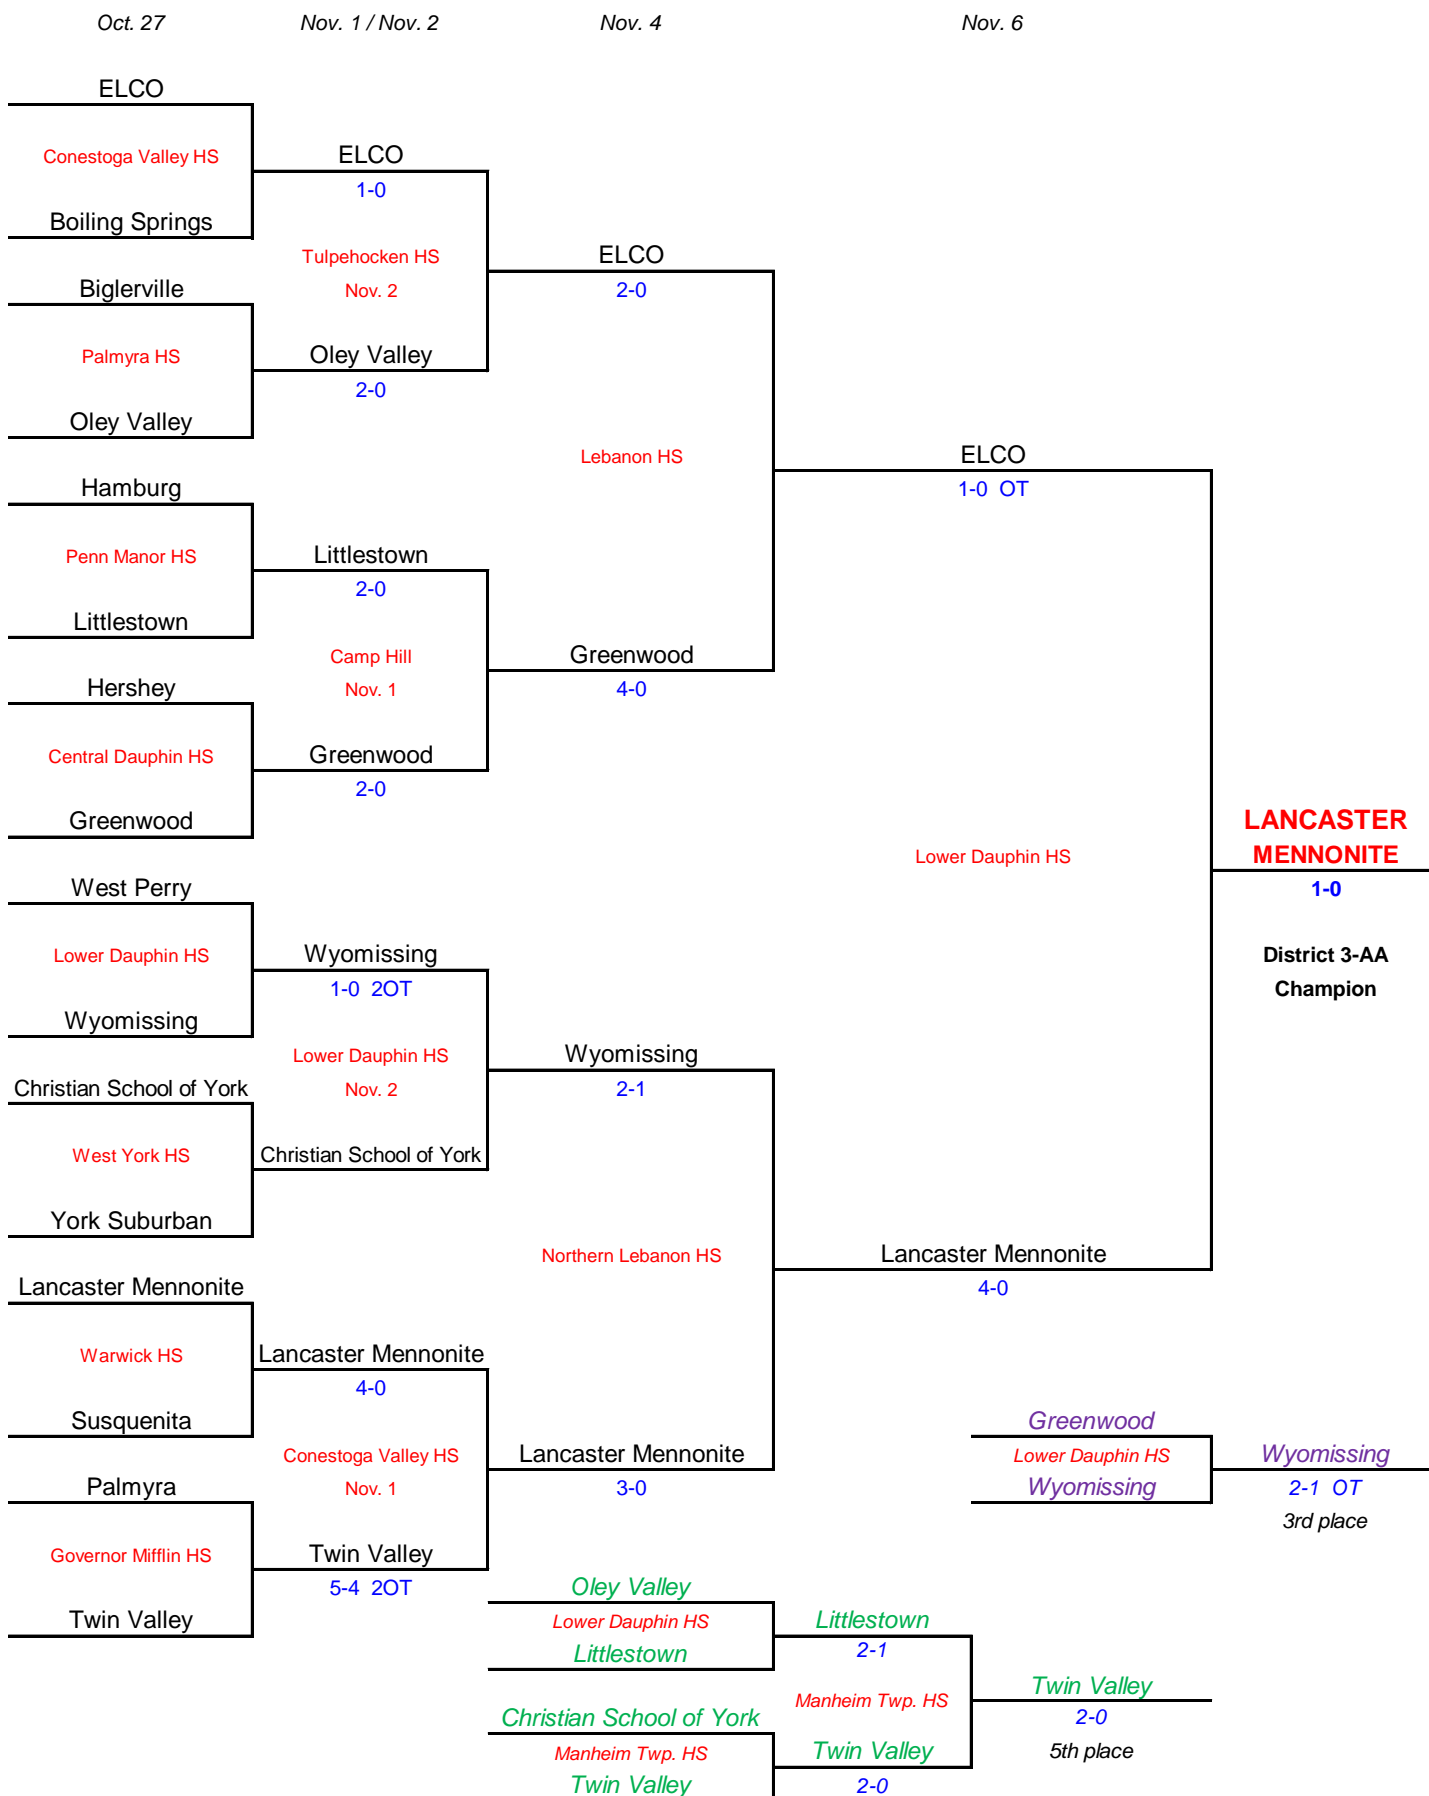 Oct. 27
Nov. 1 / Nov. 2
Nov. 4
Nov. 6
ELCO
Conestoga Valley HS
Boiling Springs
Biglerville
Palmyra HS
Oley Valley
Hamburg
Penn Manor HS
Littlestown
Hershey
Central Dauphin HS
Greenwood
West Perry
Lower Dauphin HS
Wyomissing
Christian School of York
West York HS
York Suburban
Lancaster Mennonite
Warwick HS
Susquenita
Palmyra
Governor Mifflin HS
Twin Valley
ELCO
1-0
Tulpehocken HS
Nov. 2
Oley Valley
2-0
Littlestown
2-0
Camp Hill
Nov. 1
Greenwood
2-0
Wyomissing
1-0 2OT
Lower Dauphin HS
Nov. 2
Christian School of York
Lancaster Mennonite
4-0
Conestoga Valley HS
Nov. 1
Twin Valley
5-4 2OT
ELCO
2-0
Lebanon HS
Greenwood
4-0
Wyomissing
2-1
Northern Lebanon HS
Lancaster Mennonite
3-0
ELCO
1-0 OT
Lower Dauphin HS
Lancaster Mennonite
4-0
LANCASTER
MENNONITE
1-0
District 3-AA
Champion
Greenwood
Lower Dauphin HS
Wyomissing
Wyomissing
2-1 OT
3rd place
Oley Valley
Lower Dauphin HS
Littlestown
Christian School of York
Manheim Twp. HS
Twin Valley
Littlestown
2-1
Manheim Twp. HS
Twin Valley
2-0
Twin Valley
2-0
5th place